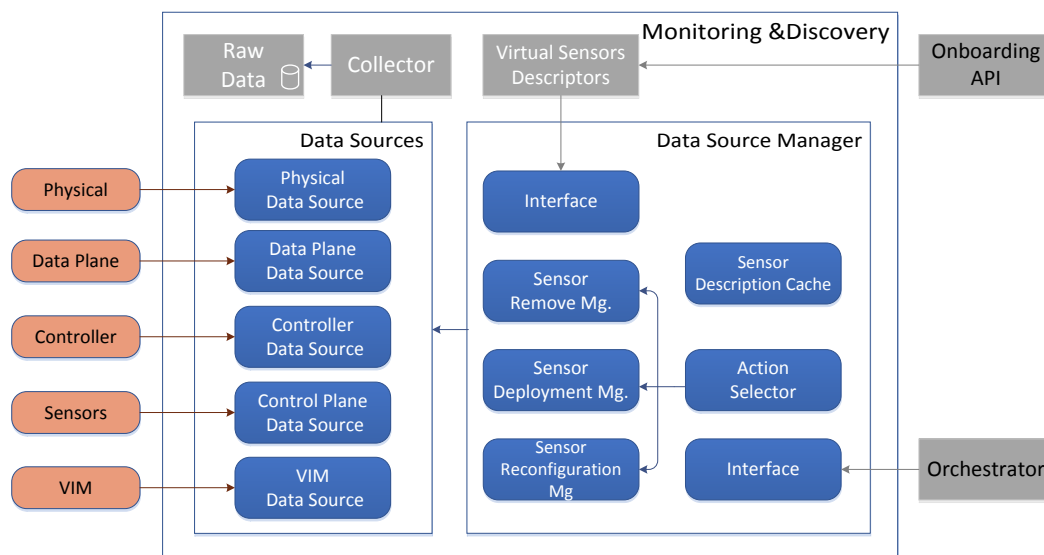 Monitoring &Discovery
Raw
Data
Collector
Virtual Sensors
Descriptors
Onboarding
API
Data Sources
Data Source Manager
Physical
Physical
Data Source
Interface
Data Plane
Data Plane
Data Source
Sensor
Description Cache
Sensor
Remove Mg.
Controller
Controller
Data Source
Sensor
Deployment Mg.
Action
Selector
Sensors
Control Plane
Data Source
Sensor
Reconfiguration
Mg
Interface
Orchestrator
VIM
VIM
Data Source